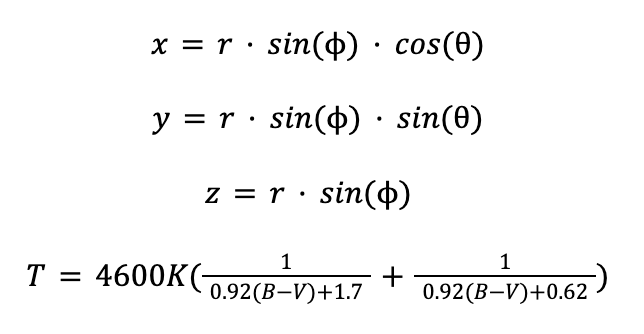 x = r · sin(ϕ) · cos(θ)
y = r · sin(ϕ) · sin(θ)
z = r · sin(ϕ)
T = 4600K(1/(0.92(B−V)+1.7) + 1/(0.92(B−V)+0.62))